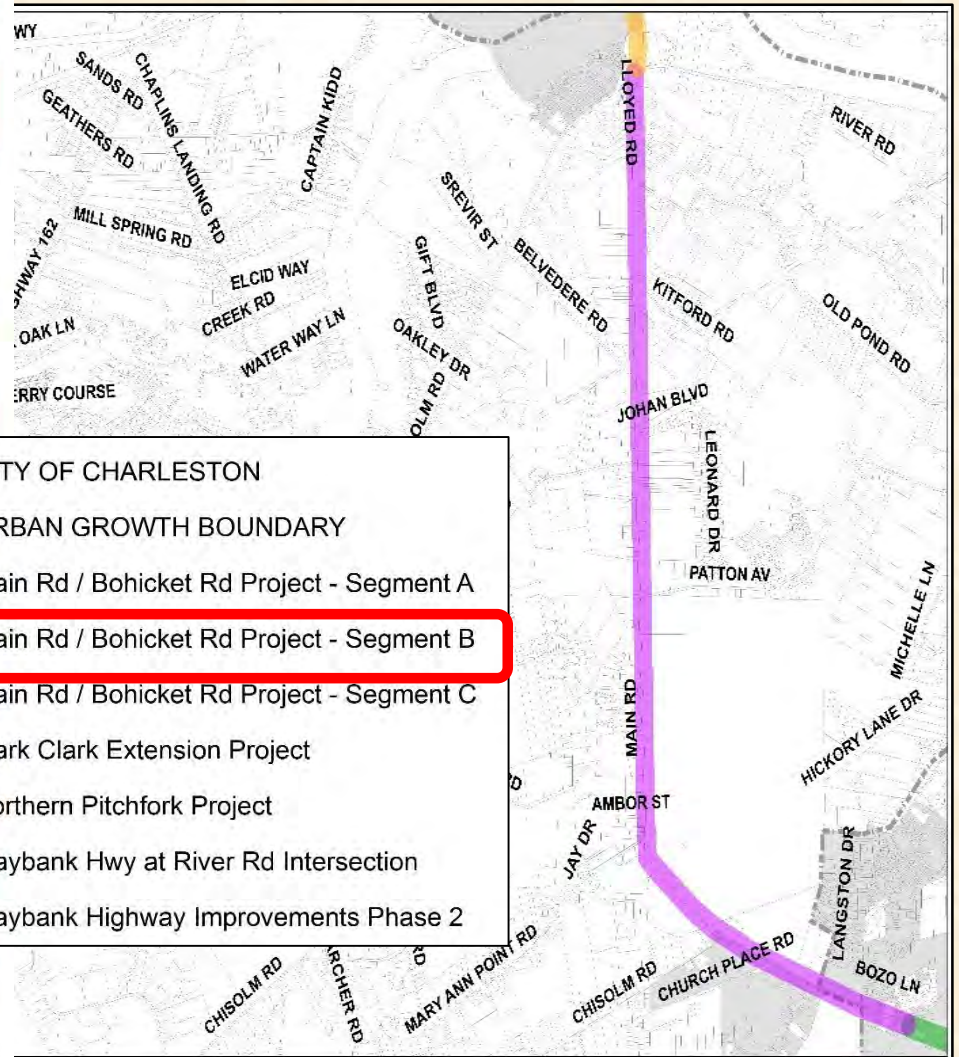 WY
SANDS RD
CHAPLINS LANDING RD
CAPTAIN KIDD
GEATHERS RD
LLOYED RD
RIVER RD
MILL SPRING RD
SREVIR ST
GIFT BLVD
BELVEDERE RD
HWAY 162
ELCID WAY
CREEK RD
KITFORD RD
OLD POND RD
OAK LN
WATER WAY LN
OAKLEY DR
ERRY COURSE
OLM RD
JOHAN BLVD
LEONARD DR
TY OF CHARLESTON
RBAN GROWTH BOUNDARY
ain Rd / Bohicket Rd Project - Segment A
ain Rd / Bohicket Rd Project - Segment B
ain Rd / Bohicket Rd Project - Segment C
ark Clark Extension Project
orthern Pitchfork Project
aybank Hwy at River Rd Intersection
aybank Highway Improvements Phase 2
PATTON AV
MICHELLE LN
MAIN RD
HICKORY LANE DR
D
AMBOR ST
JAY DR
LANGSTON DR
RD
ARCHER RD
MARY ANN POINT RD
CHISOLM RD
CHISOLM RD
CHURCH PLACE RD
BOZO LN